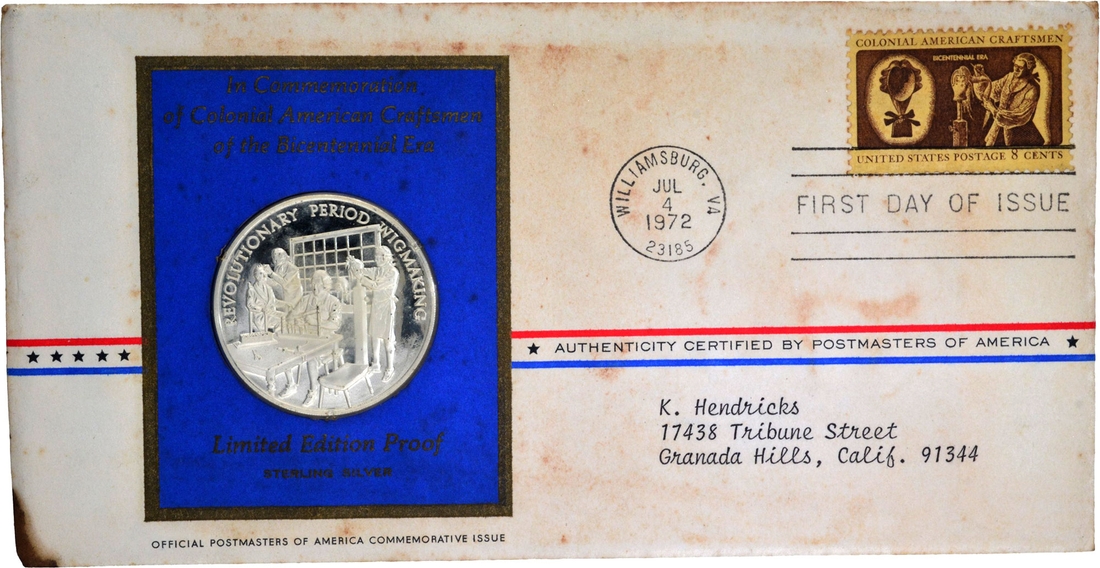 In Commemoration
of Colonial American Craftsmen
of the Bicentennial Era
REVOLUTIONARY PERIOD WIGMAKING
Limited Edition Proof
STERLING SILVER
OFFICIAL POSTMASTERS OF AMERICA COMMEMORATIVE ISSUE
COLONIAL AMERICAN CRAFTSMEN
BICENTENNIAL ERA
UNITED STATES POSTAGE 8 CENTS
WILLIAMSBURG, VA
JUL
4
1972
23185
FIRST DAY OF ISSUE
AUTHENTICITY CERTIFIED BY POSTMASTERS OF AMERICA
K. Hendricks
17438 Tribune Street
Granada Hills, Calif. 91344